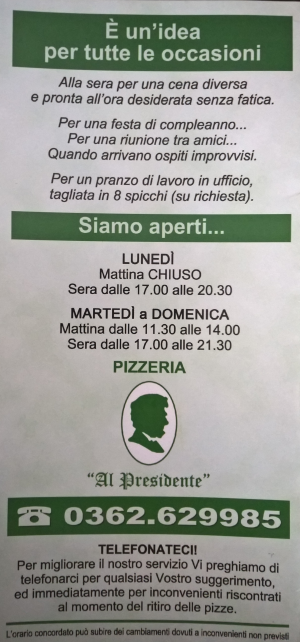 È un'idea
per tutte le occasioni
Alla sera per una cena diversa
e pronta all'ora desiderata senza fatica.
Per una festa di compleanno...
Per una riunione tra amici...
Quando arrivano ospiti improvvisi.
Per un pranzo di lavoro in ufficio,
tagliata in 8 spicchi (su richiesta).
Siamo aperti...
LUNEDÌ
Mattina CHIUSO
Sera dalle 17.00 alle 20.30
MARTEDÌ a DOMENICA
Mattina dalle 11.30 alle 14.00
Sera dalle 17.00 alle 21.30
PIZZERIA
"Al Presidente"
☎ 0362.629985
TELEFONATECI!
Per migliorare il nostro servizio Vi preghiamo di
telefonarci per qualsiasi Vostro suggerimento,
ed immediatamente per inconvenienti riscontrati
al momento del ritiro delle pizze.
L'orario concordato può subire dei cambiamenti dovuti a inconvenienti non previsti